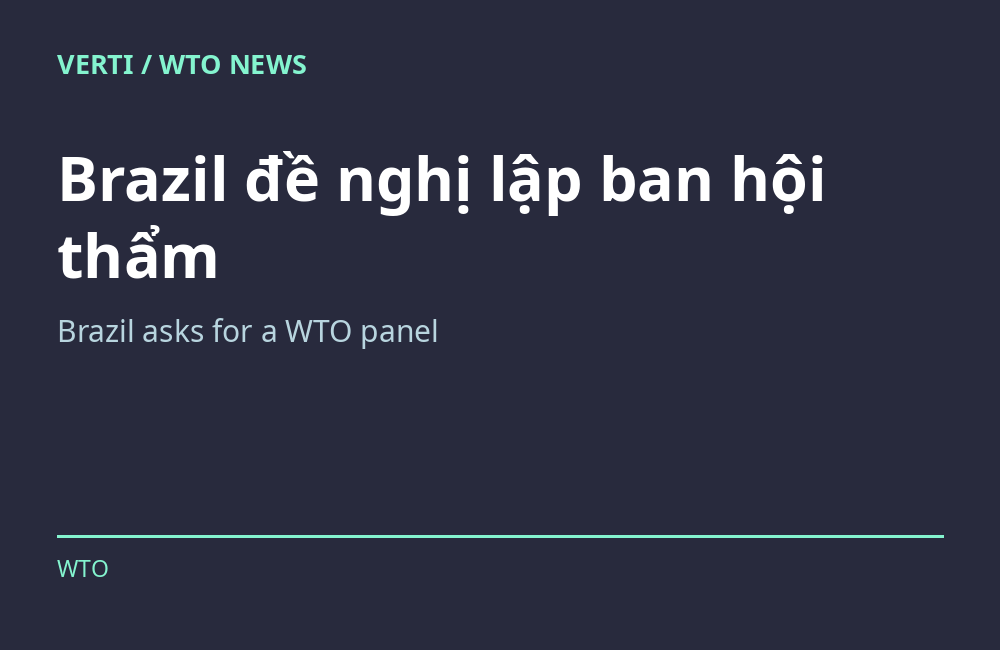 VERTI / WTO NEWS
Brazil đề nghị lập ban hội
thẩm
Brazil asks for a WTO panel
WTO